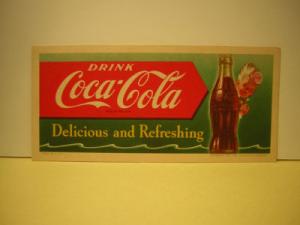 DRINK
Coca-Cola
Delicious and Refreshing